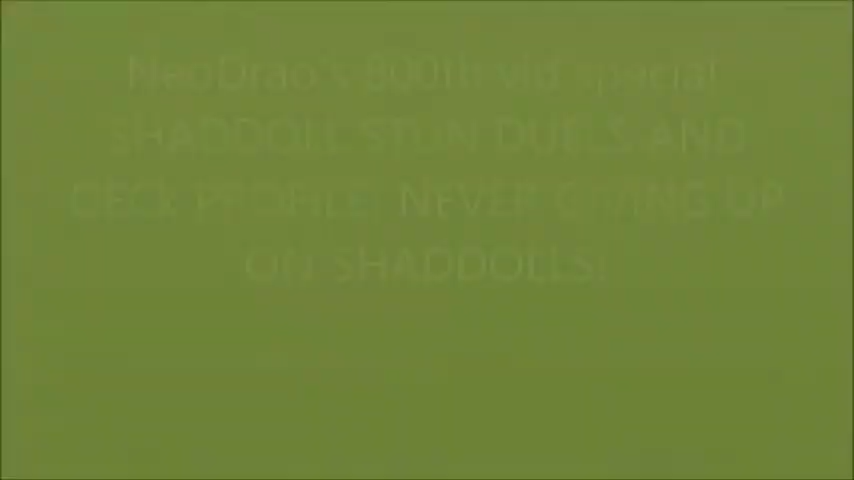 NeoDrao's 800th vid special
SHADDOLL STUN DUELS AND
DECK PROFILE. NEVER GIVING UP
ON SHADDOLLS.